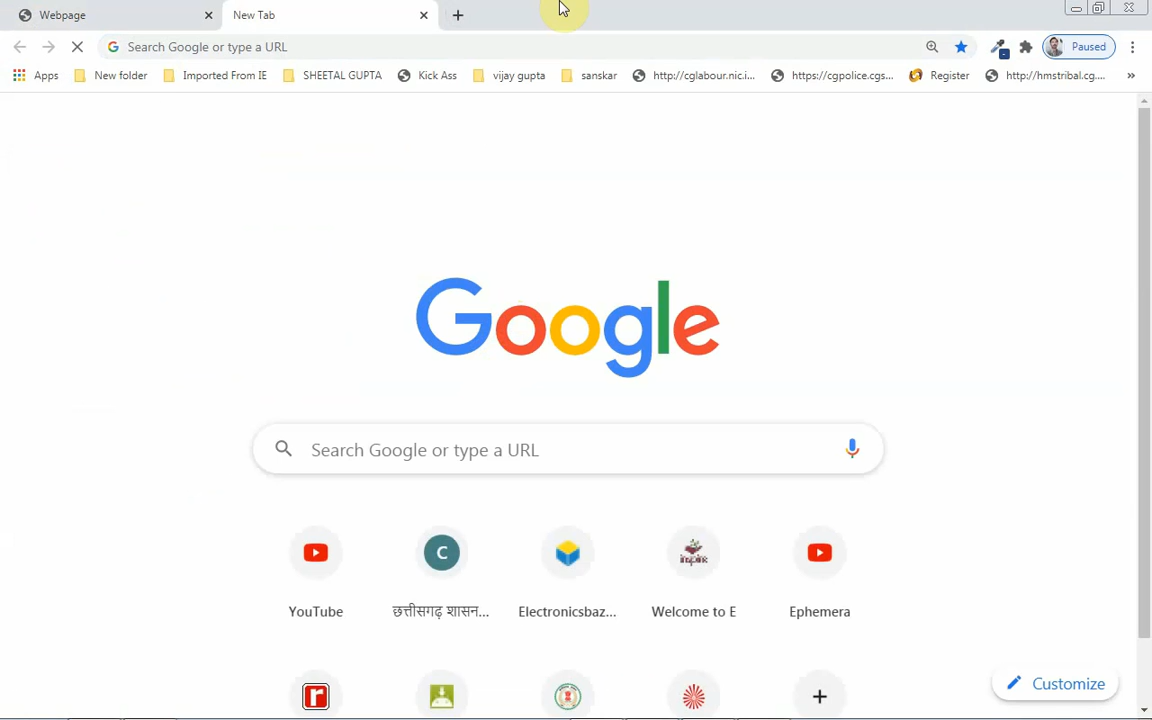 Webpage
New Tab
Search Google or type a URL
Paused
Apps New folder Imported From IE SHEETAL GUPTA Kick Ass vijay gupta sanskar http://cglabour.nic.i... https://cgpolice.cgs... Register http://hmstribal.cg.... »
Google
Search Google or type a URL
C
YouTube छत्तीसगढ़ शासन... Electronicsbaz... Welcome to E Ephemera
r
Customize